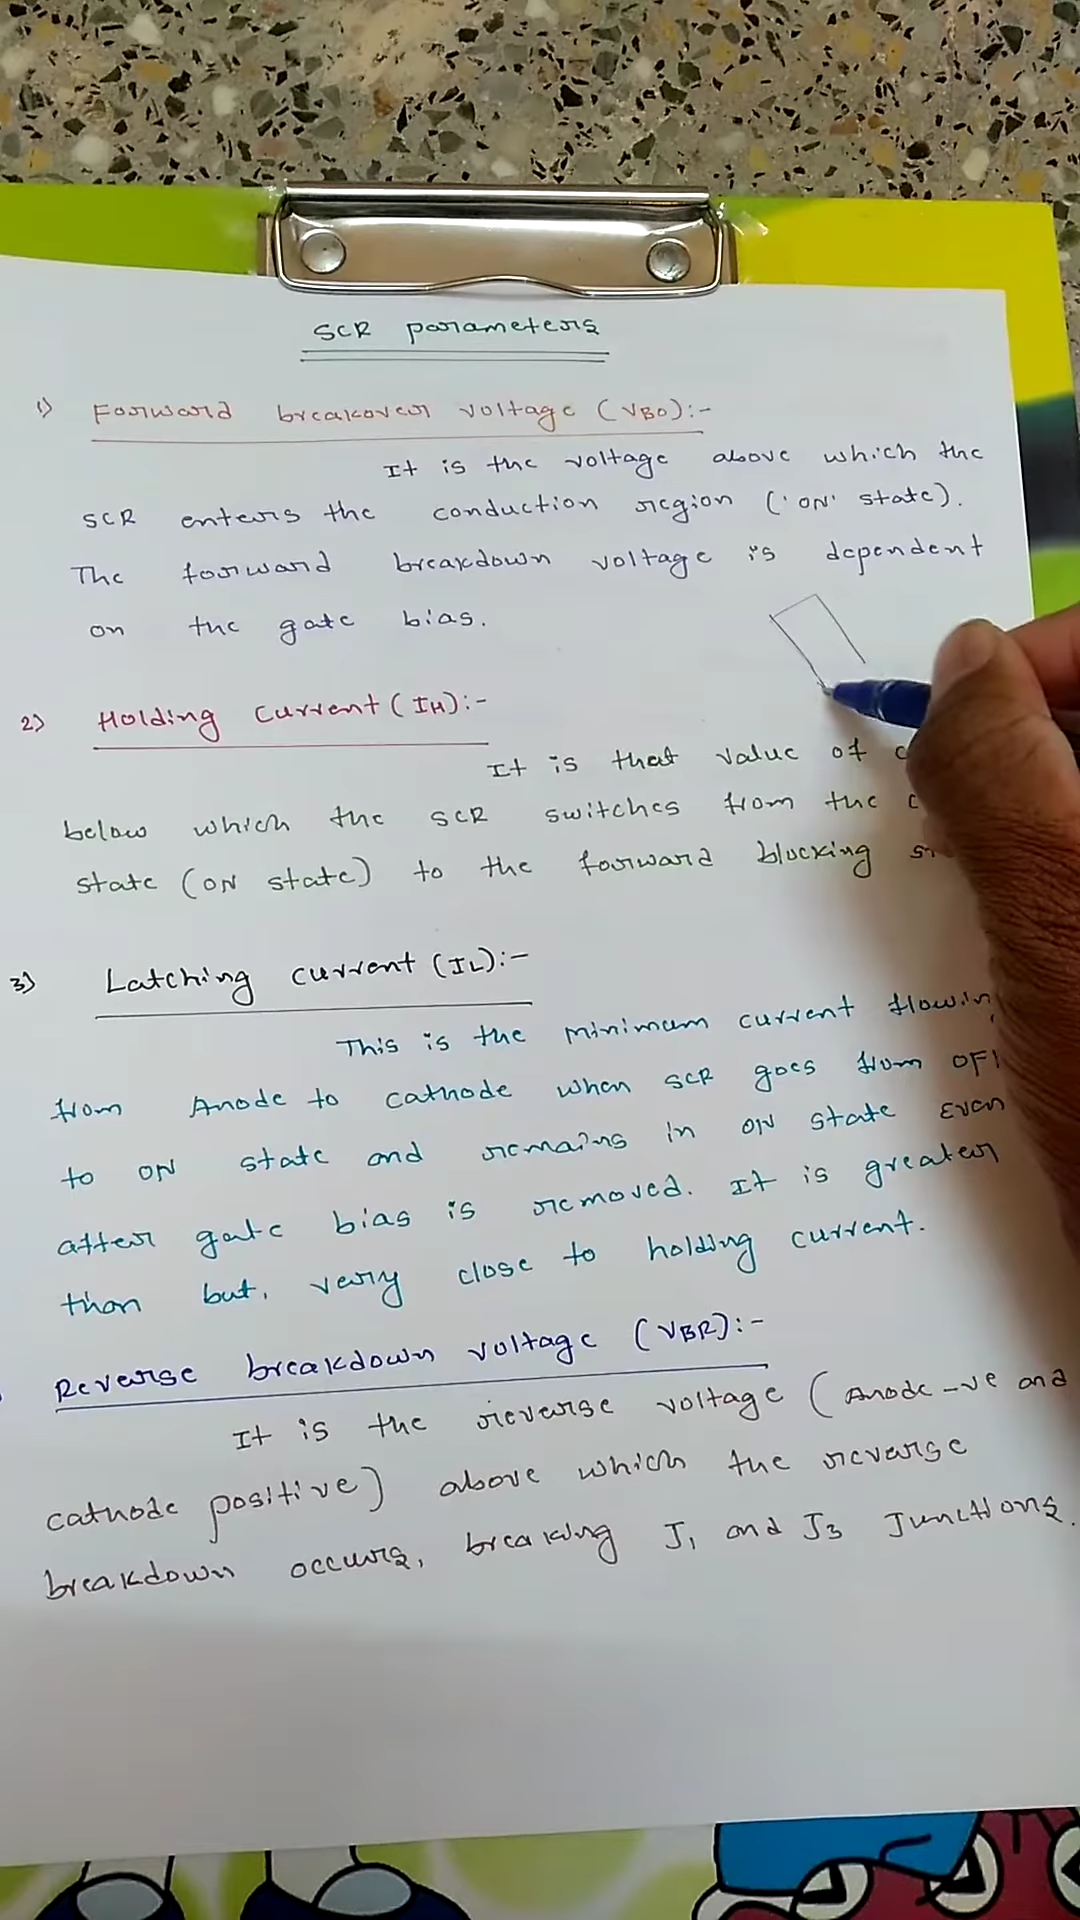 SCR parameters
1) Forward breakover voltage (VBO):-
It is the voltage above which the
SCR enters the conduction region ('ON' state).
The forward breakdown voltage is dependent
on the gate bias.
2) Holding Current (IH):-
It is that value of
below which the SCR switches from the
state (ON state) to the forward blocking
3) Latching current (IL):-
This is the minimum current flowin
from Anode to cathode when SCR goes from OF
to ON state and remains in ON state Even
after gate bias is removed. It is greater
than but, very close to holding current.
Reverse breakdown voltage (VBR):-
It is the reverse voltage (Anode -ve and
cathode positive) above which the reverse
breakdown occurs, breaking J1 and J3 Junctions.